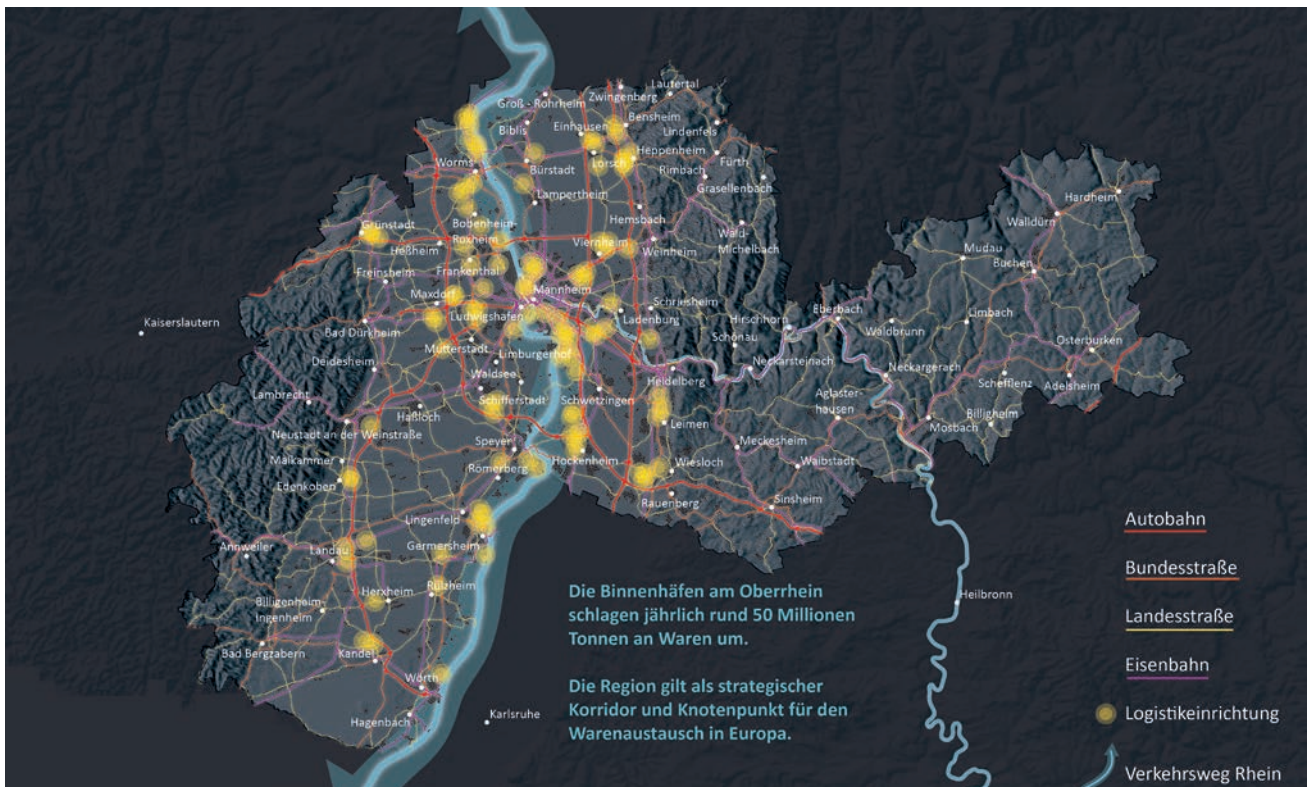 Lautertal
Zwingenberg
Groß - Rohrheim
Bensheim
Einhausen
Biblis
Lindenfels
Lorsch
Heppenheim
Worms
Bürstadt
Fürth
Rimbach
Grasellenbach
Lampertheim
Hardheim
Walldürn
Hemsbach
Bobenheim-
Roxheim
Grünstadt
Heßheim
Viernheim
Weinheim
Wald-
Michelbach
Mudau
Buchen
Freinsheim
Frankenthal
Maxdorf
Mannheim
Ludwigshafen
Ladenburg
Schriesheim
Hirschhorn
Eberbach
Waldbrunn
Limbach
Kaiserslautern
Bad Dürkheim
Mutterstadt
Limburgerhof
Schönau
Osterburken
Deidesheim
Waldsee
Heidelberg
Neckarsteinach
Neckargerach
Schefflenz
Adelsheim
Lambrecht
Haßloch
Schifferstadt
Schwetzingen
Aglaster-
hausen
Billigheim
Mosbach
Neustadt an der Weinstraße
Leimen
Speyer
Meckesheim
Maikammer
Hockenheim
Römerberg
Wiesloch
Waibstadt
Edenkoben
Rauenberg
Sinsheim
Lingenfeld
Germersheim
Annweiler
Landau
Rülzheim
Herxheim
Billigenheim
Ingenheim
Heilbronn
Bad Bergzabern
Kandel
Wörth
Hagenbach
Karlsruhe
Die Binnenhäfen am Oberrhein
schlagen jährlich rund 50 Millionen
Tonnen an Waren um.
Die Region gilt als strategischer
Korridor und Knotenpunkt für den
Warenaustausch in Europa.
Autobahn
Bundesstraße
Landesstraße
Eisenbahn
Logistikeinrichtung
Verkehrsweg Rhein